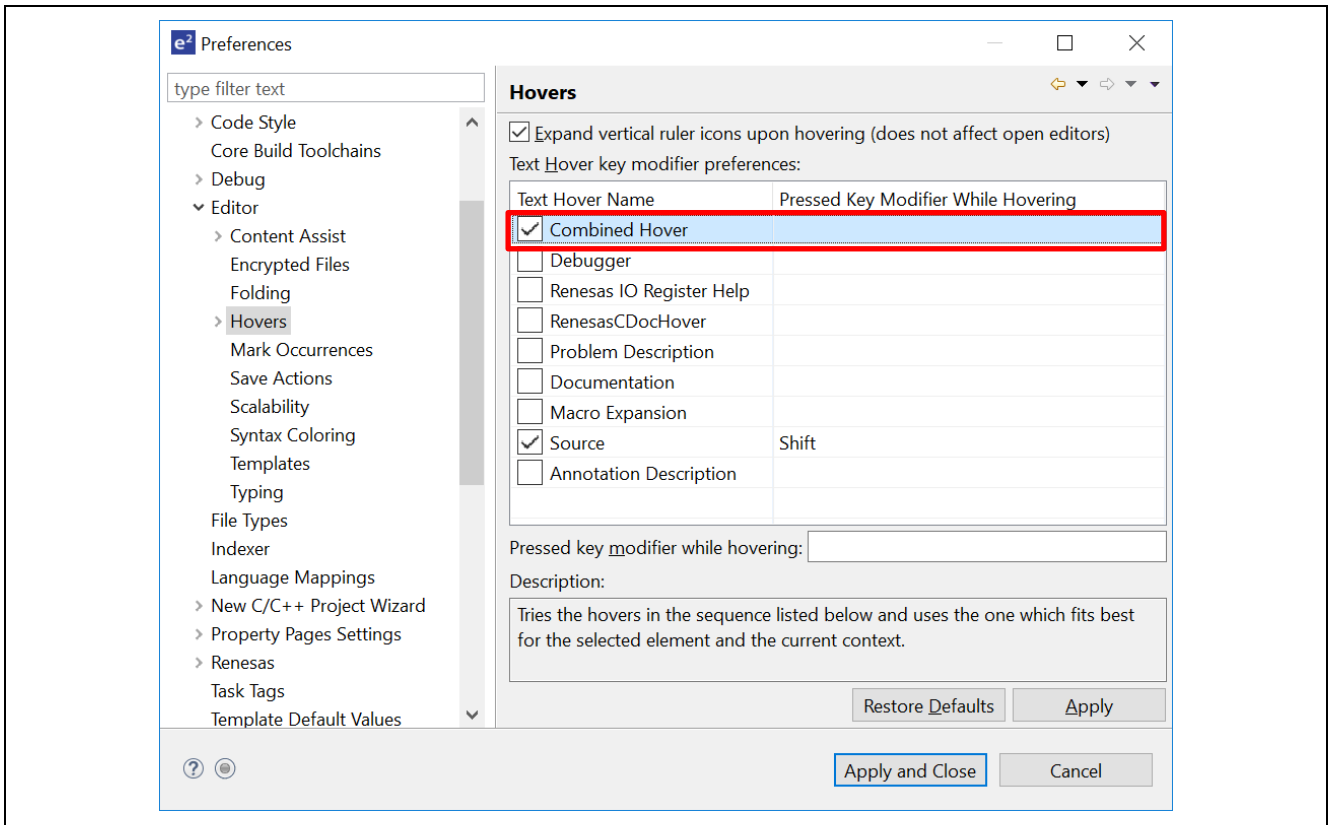 e² Preferences
type filter text
Code Style
Core Build Toolchains
Debug
Editor
Content Assist
Encrypted Files
Folding
Hovers
Mark Occurrences
Save Actions
Scalability
Syntax Coloring
Templates
Typing
File Types
Indexer
Language Mappings
New C/C++ Project Wizard
Property Pages Settings
Renesas
Task Tags
Template Default Values
Hovers
Expand vertical ruler icons upon hovering (does not affect open editors)
Text Hover key modifier preferences:
Text Hover Name Pressed Key Modifier While Hovering
Combined Hover
Debugger
Renesas IO Register Help
RenesasCDocHover
Problem Description
Documentation
Macro Expansion
Source Shift
Annotation Description
Pressed key modifier while hovering:
Description:
Tries the hovers in the sequence listed below and uses the one which fits best
for the selected element and the current context.
Restore Defaults Apply
? Apply and Close Cancel